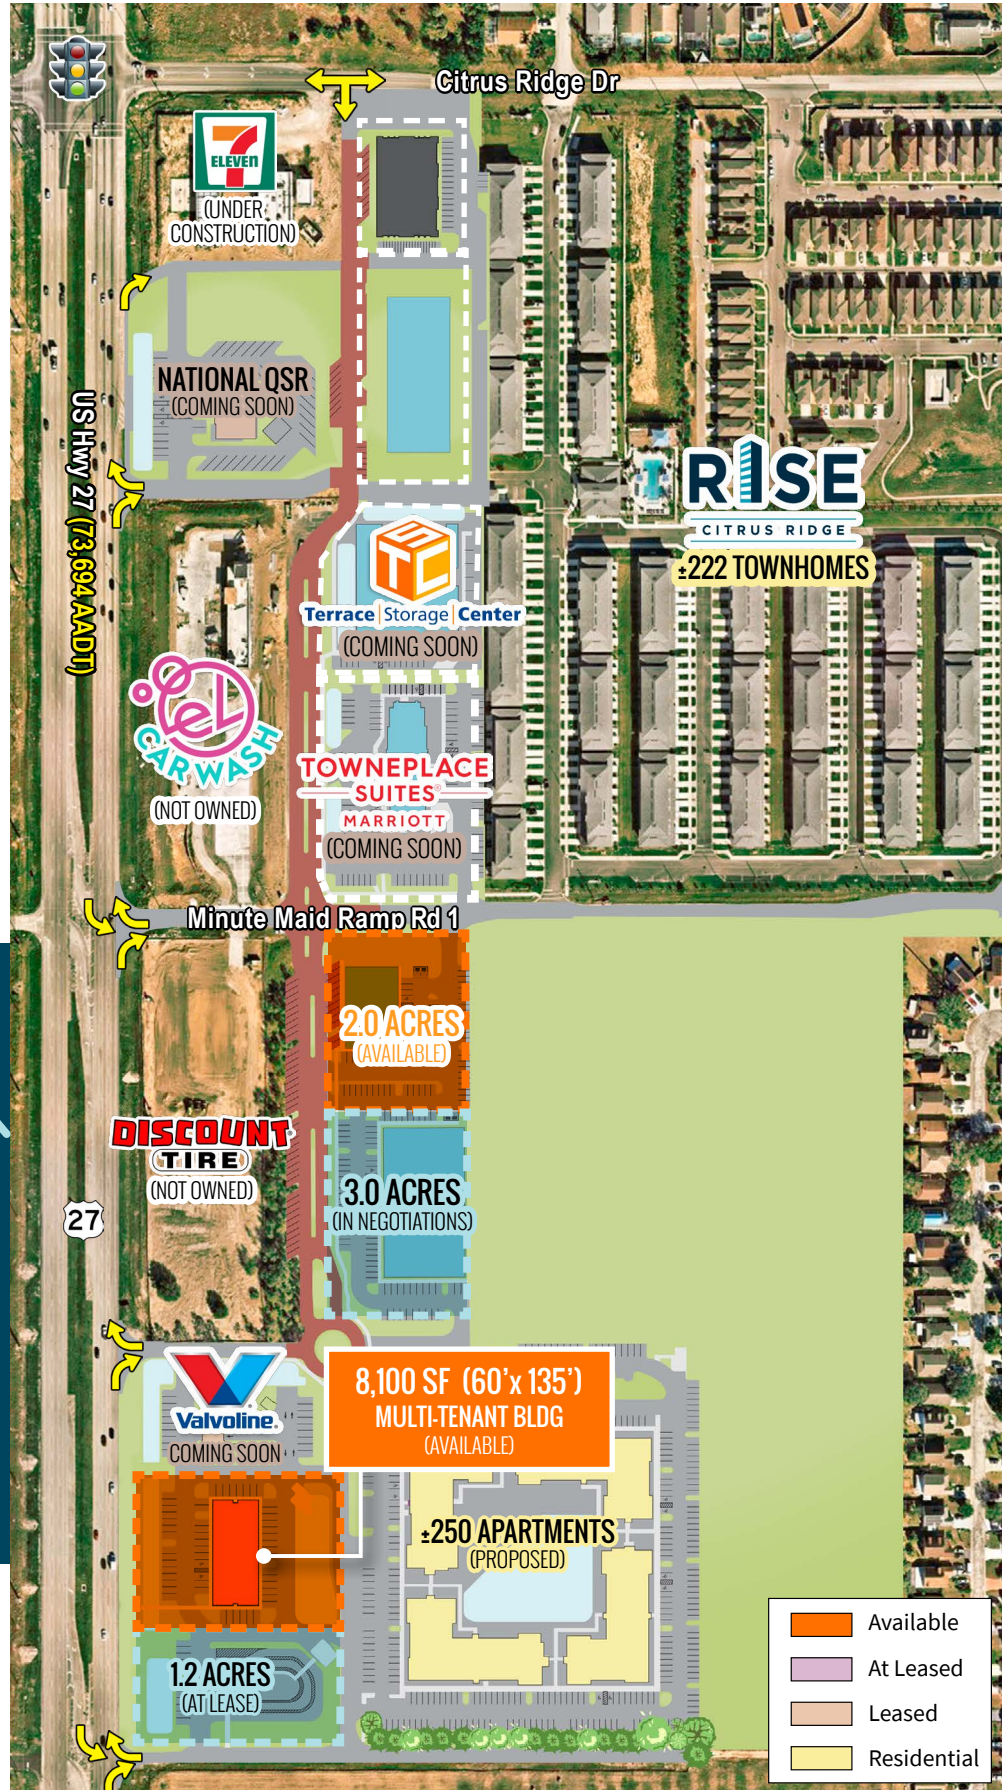 Citrus Ridge Dr
7
ELEVEN
(UNDER
CONSTRUCTION)
NATIONAL QSR
(COMING SOON)
US Hwy 27 (73,694 AADT)
RISE
CITRUS RIDGE
±222 TOWNHOMES
TC
Terrace|Storage|Center
(COMING SOON)
el
CAR WASH
(NOT OWNED)
TOWNEPLACE
SUITES®
MARRIOTT
(COMING SOON)
Minute Maid Ramp Rd 1
2.0 ACRES
(AVAILABLE)
DISCOUNT
TIRE
(NOT OWNED)
3.0 ACRES
(IN NEGOTIATIONS)
27
Valvoline
COMING SOON
8,100 SF (60'x 135')
MULTI-TENANT BLDG
(AVAILABLE)
±250 APARTMENTS
(PROPOSED)
1.2 ACRES
(AT LEASE)
Available
At Leased
Leased
Residential